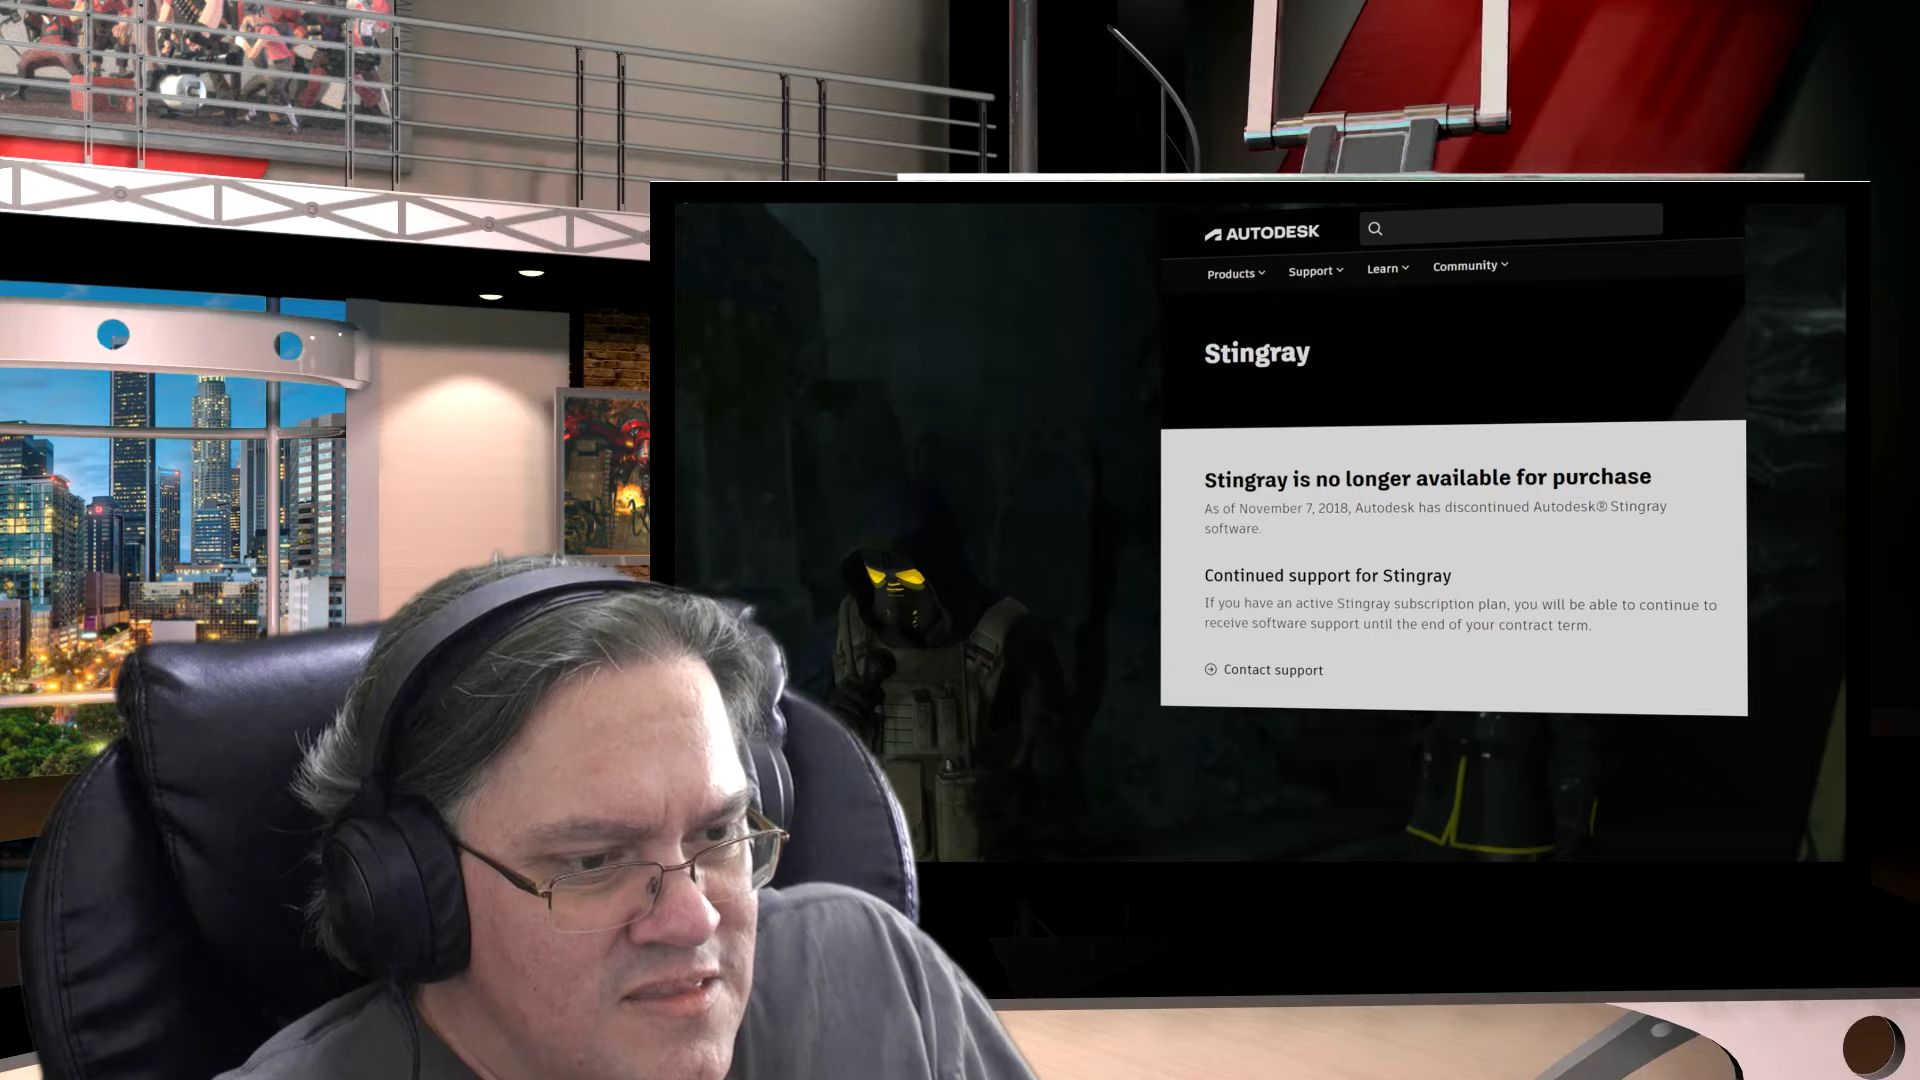 AUTODESK
Products Support Learn Community
Stingray
Stingray is no longer available for purchase
As of November 7, 2018, Autodesk has discontinued Autodesk® Stingray
software.
Continued support for Stingray
If you have an active Stingray subscription plan, you will be able to continue to
receive software support until the end of your contract term.
Contact support